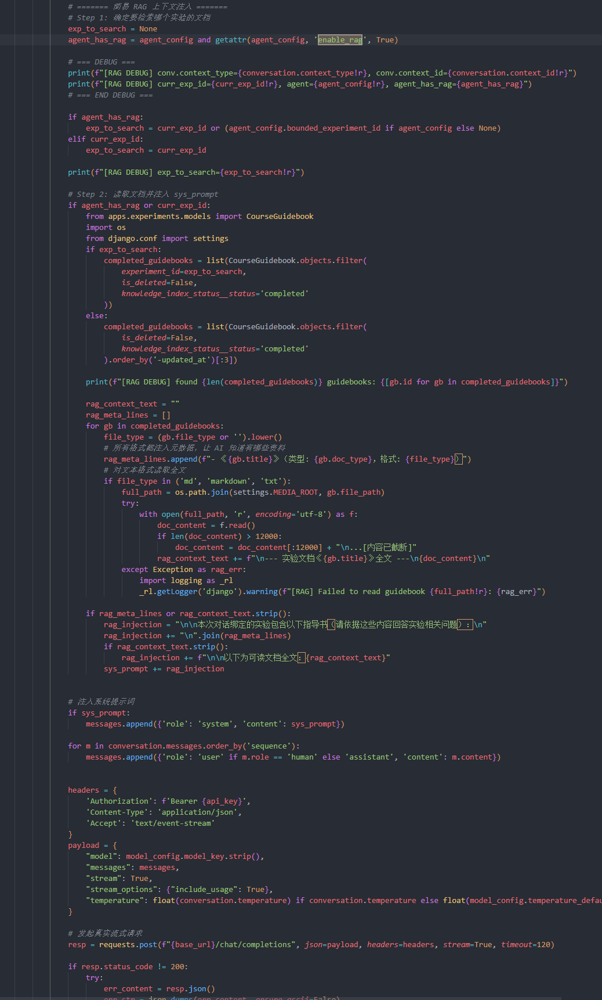 # ======= 简易 RAG 上下文注入 =======
# Step 1: 确定要检索哪个实验的文档
exp_to_search = None
agent_has_rag = agent_config and getattr(agent_config, 'enable_rag', True)
# === DEBUG ===
print(f"[RAG DEBUG] conv.context_type={conversation.context_type!r}, conv.context_id={conversation.context_id!r}")
print(f"[RAG DEBUG] curr_exp_id={curr_exp_id!r}, agent={agent_config!r}, agent_has_rag={agent_has_rag}")
# === END DEBUG ===
if agent_has_rag:
exp_to_search = curr_exp_id or (agent_config.bounded_experiment_id if agent_config else None)
elif curr_exp_id:
exp_to_search = curr_exp_id
print(f"[RAG DEBUG] exp_to_search={exp_to_search!r}")
# Step 2: 读取文档并注入 sys_prompt
if agent_has_rag or curr_exp_id:
from apps.experiments.models import CourseGuidebook
import os
from django.conf import settings
if exp_to_search:
completed_guidebooks = list(CourseGuidebook.objects.filter(
experiment_id=exp_to_search,
is_deleted=False,
knowledge_index_status__status='completed'
))
else:
completed_guidebooks = list(CourseGuidebook.objects.filter(
is_deleted=False,
knowledge_index_status__status='completed'
).order_by('-updated_at')[:3])
print(f"[RAG DEBUG] found {len(completed_guidebooks)} guidebooks: {[gb.id for gb in completed_guidebooks]}")
rag_context_text = ""
rag_meta_lines = []
for gb in completed_guidebooks:
file_type = (gb.file_type or '').lower()
# 所有格式都注入元数据，让 AI 知道有哪些资料
rag_meta_lines.append(f"- 《{gb.title}》（类型: {gb.doc_type}，格式: {file_type}）")
# 对文本格式读取全文
if file_type in ('md', 'markdown', 'txt'):
full_path = os.path.join(settings.MEDIA_ROOT, gb.file_path)
try:
with open(full_path, 'r', encoding='utf-8') as f:
doc_content = f.read()
if len(doc_content) > 12000:
doc_content = doc_content[:12000] + "\n...[内容已截断]"
rag_context_text += f"\n--- 实验文档《{gb.title}》全文 ---\n{doc_content}\n"
except Exception as rag_err:
import logging as _rl
_rl.getLogger('django').warning(f"[RAG] Failed to read guidebook {full_path!r}: {rag_err}")
if rag_meta_lines or rag_context_text.strip():
rag_injection = "\n\n本次对话绑定的实验包含以下指导书（请依据这些内容回答实验相关问题）：\n"
rag_injection += "\n".join(rag_meta_lines)
if rag_context_text.strip():
rag_injection += f"\n\n以下为可读文档全文：{rag_context_text}"
sys_prompt += rag_injection
# 注入系统提示词
if sys_prompt:
messages.append({'role': 'system', 'content': sys_prompt})
for m in conversation.messages.order_by('sequence'):
messages.append({'role': 'user' if m.role == 'human' else 'assistant', 'content': m.content})
headers = {
'Authorization': f'Bearer {api_key}',
'Content-Type': 'application/json',
'Accept': 'text/event-stream'
}
payload = {
"model": model_config.model_key.strip(),
"messages": messages,
"stream": True,
"stream_options": {"include_usage": True},
"temperature": float(conversation.temperature) if conversation.temperature else float(model_config.temperature_defau
}
# 发起真实流式请求
resp = requests.post(f"{base_url}/chat/completions", json=payload, headers=headers, stream=True, timeout=120)
if resp.status_code != 200:
try:
err_content = resp.json()
err_str = json.dumps(err_content, ensure_ascii=False)